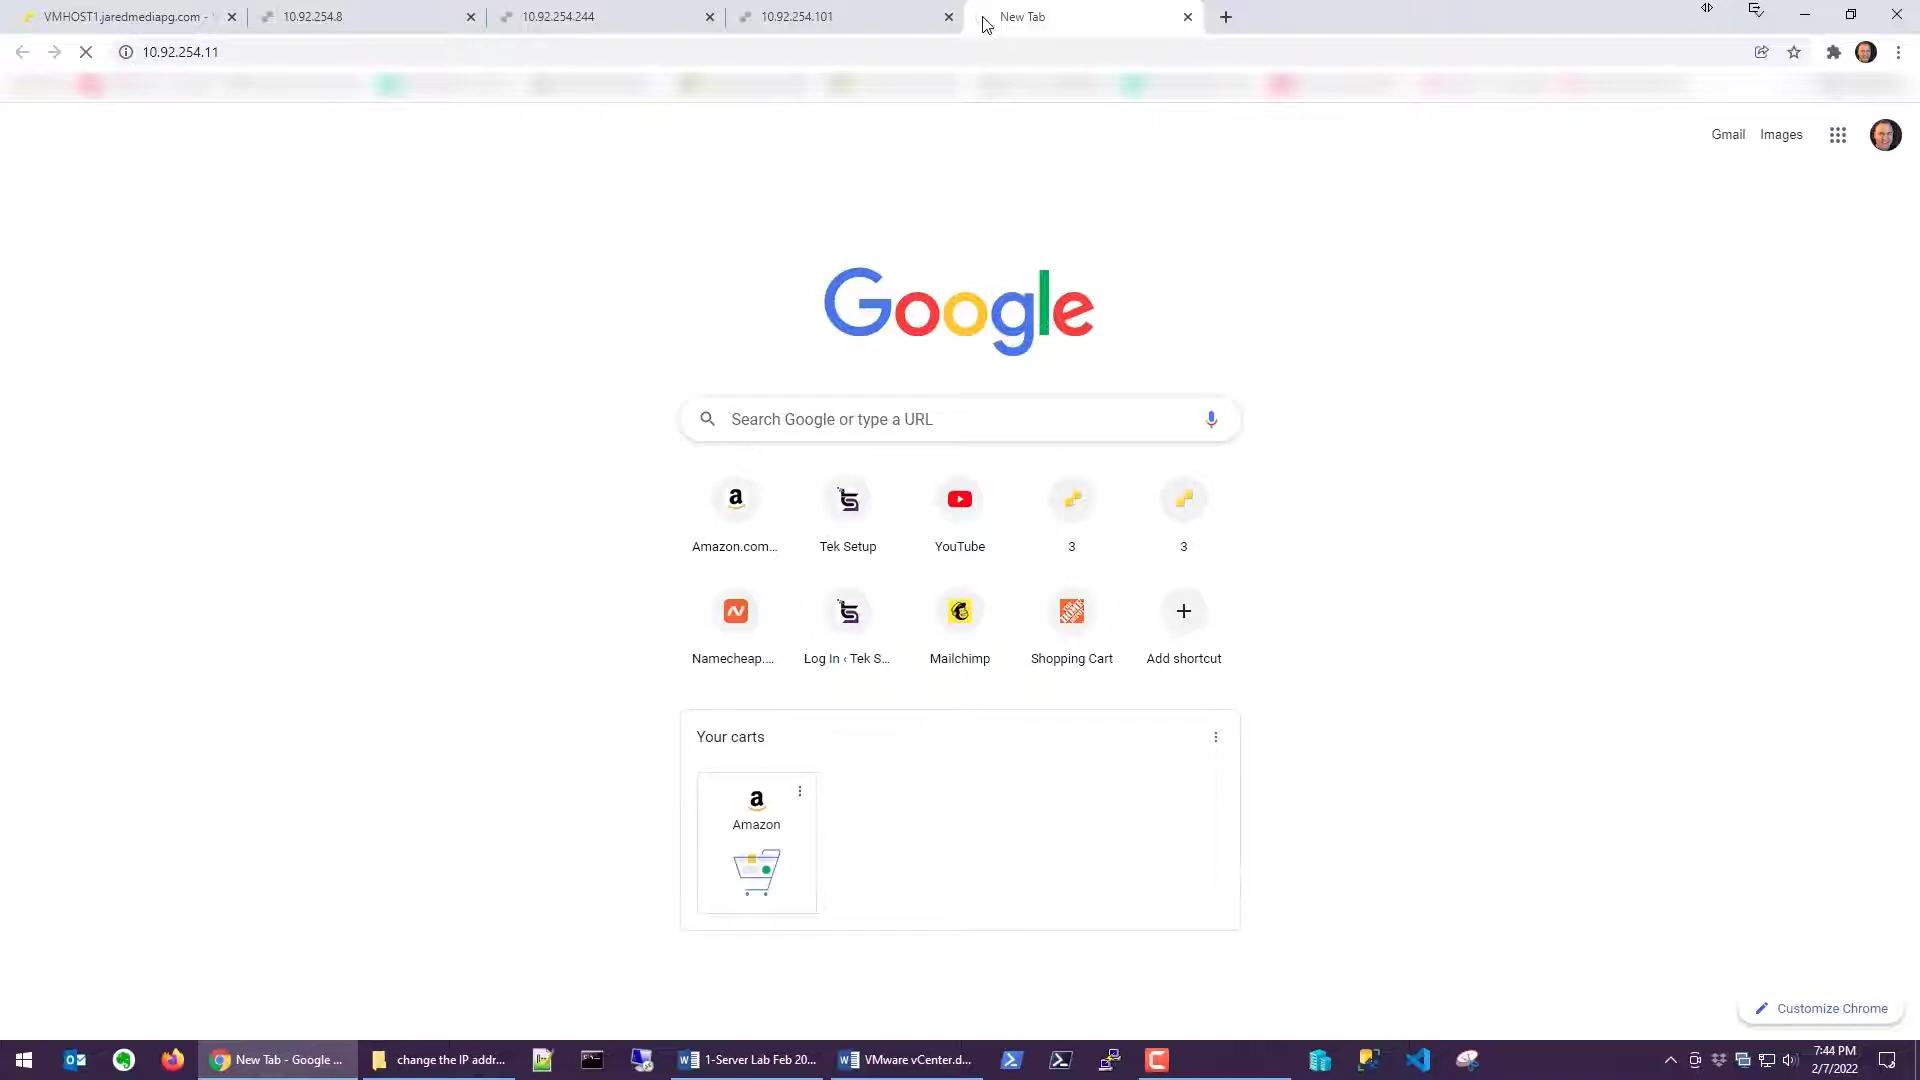 VMHOST1.jaredmediapg.com -
10.92.254.8
10.92.254.244
10.92.254.101
New Tab
10.92.254.11
Gmail
Images
Google
Search Google or type a URL
Amazon.com...
Tek Setup
YouTube
3
3
Namecheap....
Log In ‹ Tek S...
Mailchimp
Shopping Cart
Add shortcut
Your carts
Amazon
Customize Chrome
New Tab - Google ...
change the IP addr...
1-Server Lab Feb 20...
VMware vCenter.d...
7:44 PM
2/7/2022